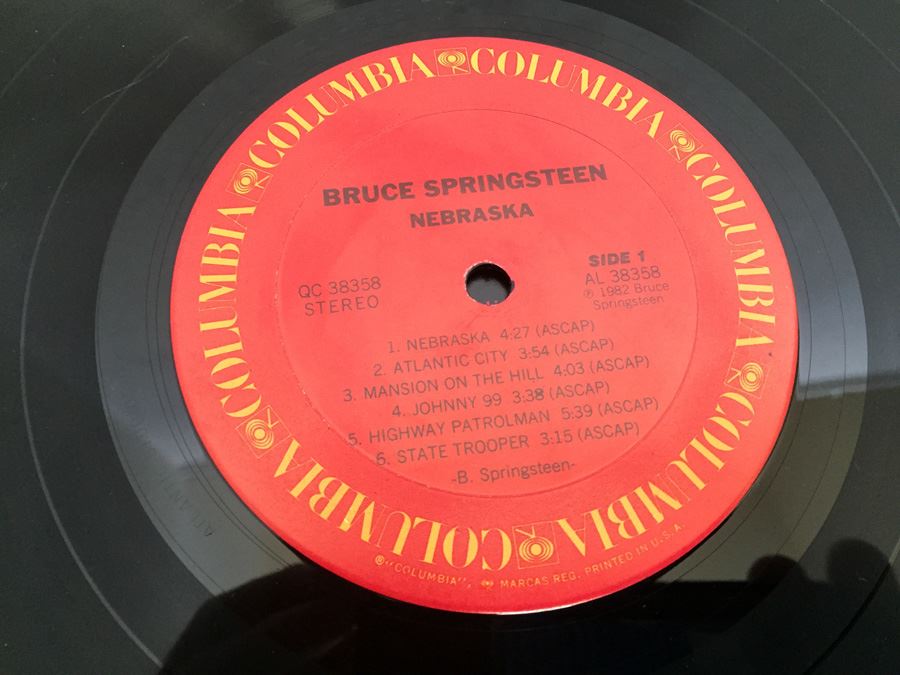 COLUMBIA COLUMBIA COLUMBIA COLUMBIA COLUMBIA COLUMBIA
BRUCE SPRINGSTEEN
NEBRASKA
QC 38358
STEREO
SIDE 1
AL 38358
℗ 1982 Bruce
Springsteen
1. NEBRASKA 4:27 (ASCAP)
2. ATLANTIC CITY 3:54 (ASCAP)
3. MANSION ON THE HILL 4:03 (ASCAP)
4. JOHNNY 99 3:38 (ASCAP)
5. HIGHWAY PATROLMAN 5:39 (ASCAP)
6. STATE TROOPER 3:15 (ASCAP)
-B. Springsteen-
®"COLUMBIA", MARCAS REG. PRINTED IN U.S.A.